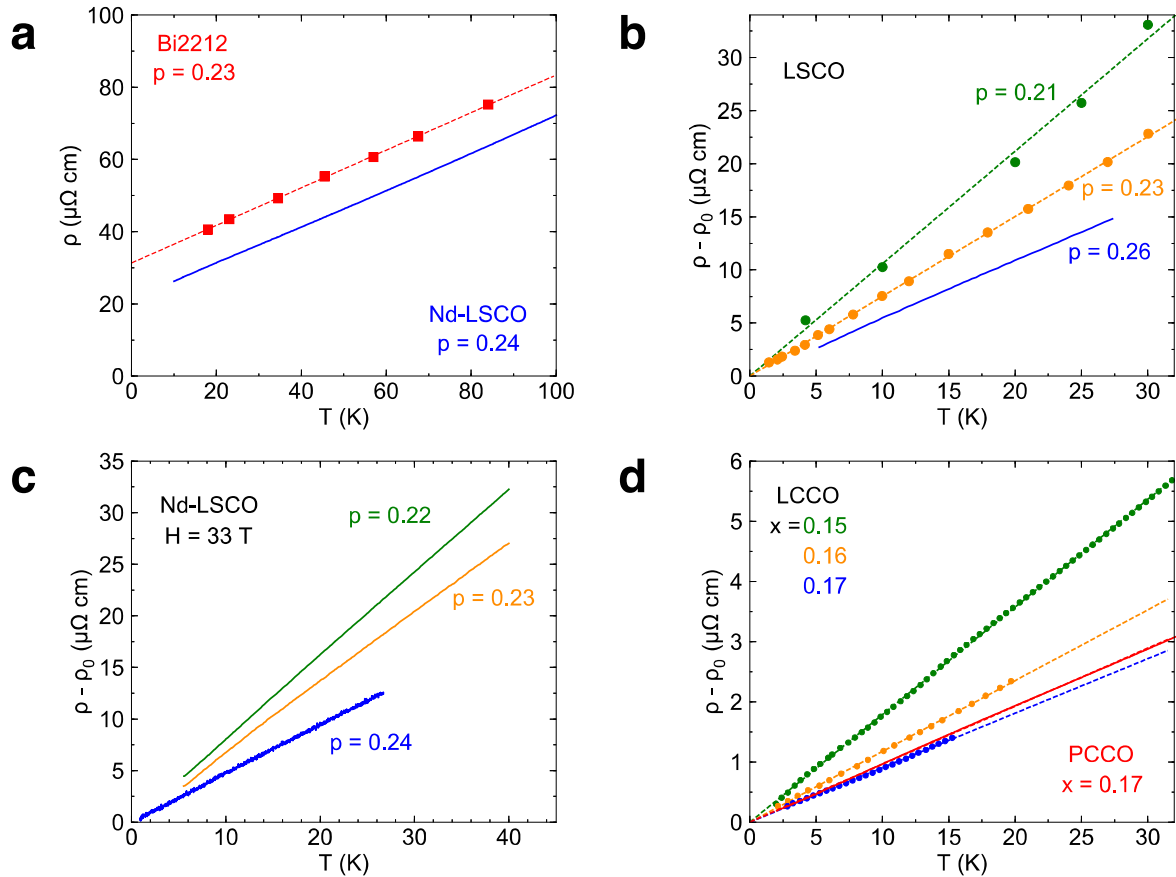 a
Bi2212
p = 0.23
Nd-LSCO
p = 0.24
ρ (μΩ cm)
100
80
60
40
20
0
0 20 40 60 80 100
T (K)
b
LSCO
p = 0.21
p = 0.23
p = 0.26
ρ - ρ0 (μΩ cm)
30
25
20
15
10
5
0
0 5 10 15 20 25 30
T (K)
c
Nd-LSCO
H = 33 T
p = 0.22
p = 0.23
p = 0.24
ρ - ρ0 (μΩ cm)
35
30
25
20
15
10
5
0
0 10 20 30 40
T (K)
d
LCCO
x = 0.15
0.16
0.17
PCCO
x = 0.17
ρ - ρ0 (μΩ cm)
6
5
4
3
2
1
0
0 5 10 15 20 25 30
T (K)